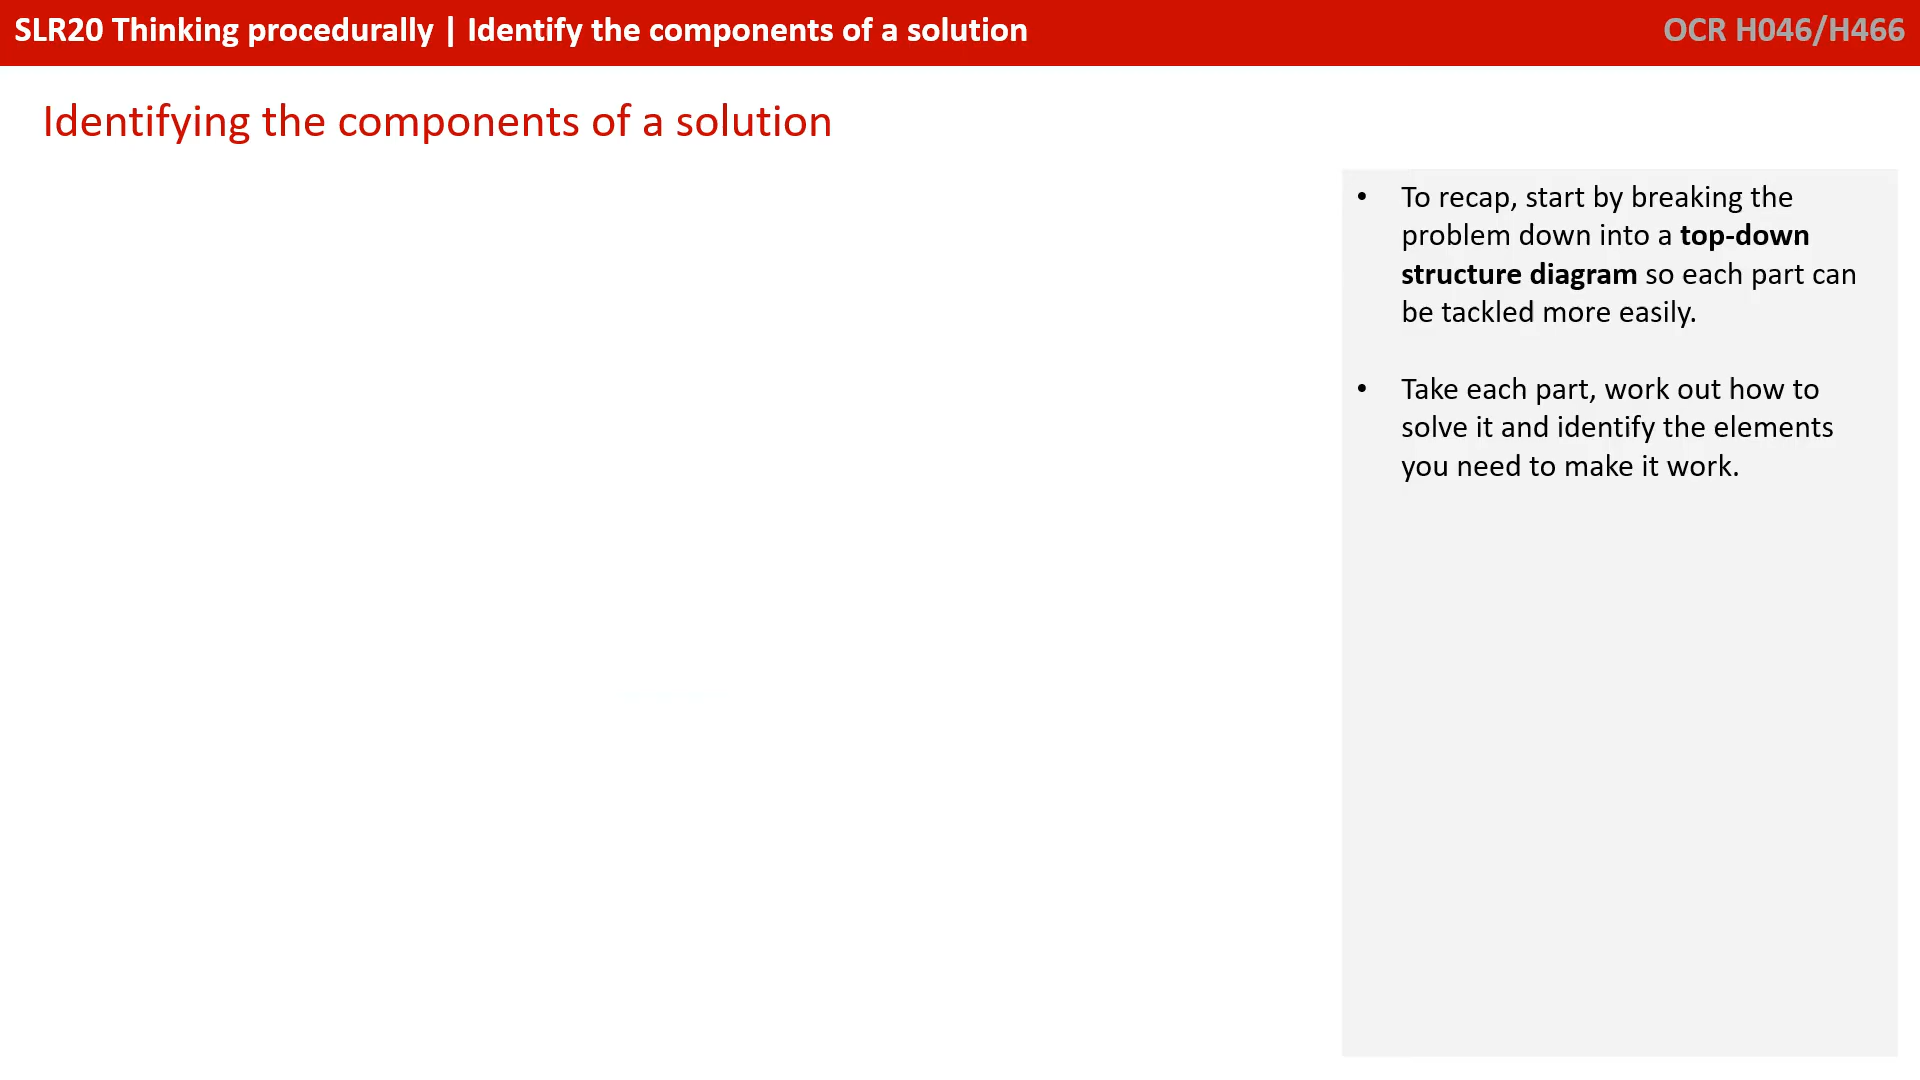 SLR20 Thinking procedurally | Identify the components of a solution
OCR H046/H466
Identifying the components of a solution
• To recap, start by breaking the
problem down into a top-down
structure diagram so each part can
be tackled more easily.
• Take each part, work out how to
solve it and identify the elements
you need to make it work.